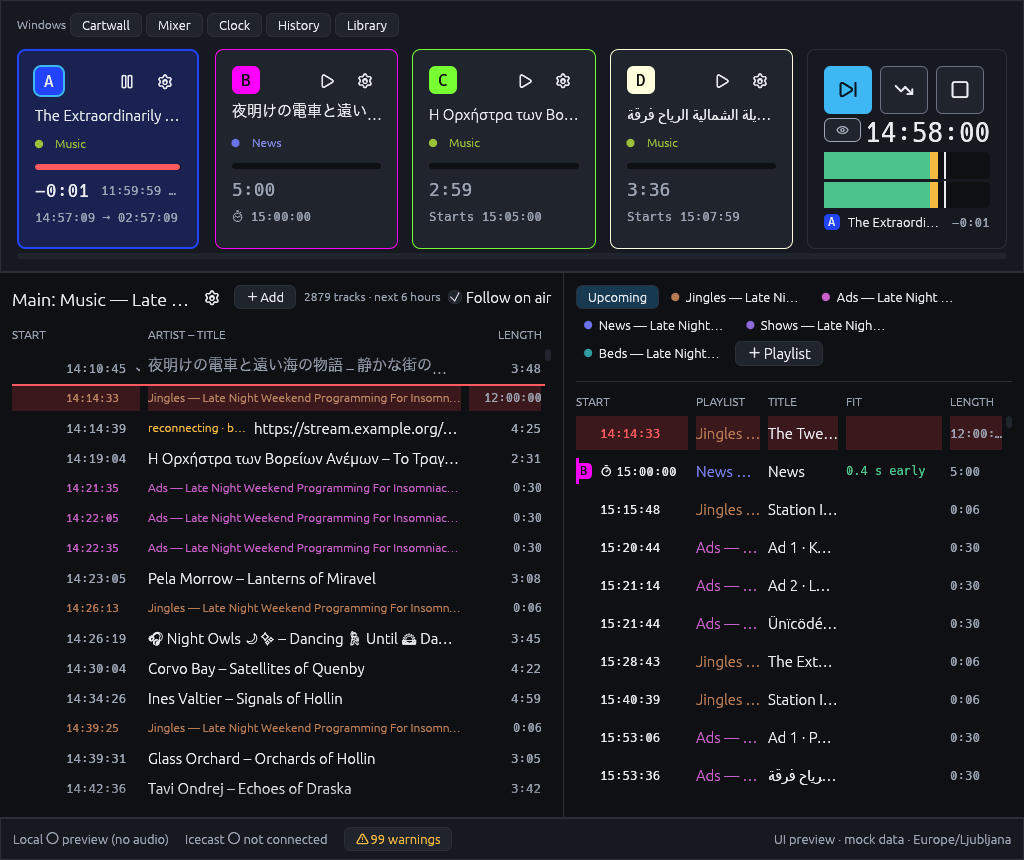 Windows Cartwall Mixer Clock History Library
A
The Extraordinarily …
Music
−0:01 11:59:59 …
14:57:09 → 02:57:09
B
夜明けの電車と遠い…
News
5:00
15:00:00
C
Η Ορχήστρα των Βο…
Music
2:59
Starts 15:05:00
D
…يلة الشمالية الرياح فرقة
Music
3:36
Starts 15:07:59
14:58:00
A The Extraordi… −0:01
Main: Music — Late … + Add 2879 tracks · next 6 hours ✓ Follow on air
START ARTIST – TITLE LENGTH
14:10:45 夜明けの電車と遠い海の物語 – 静かな街の… 3:48
14:14:33 Jingles — Late Night Weekend Programming For Insomn… 12:00:00
14:14:39 reconnecting · b… https://stream.example.org/… 4:25
14:19:04 Η Ορχήστρα των Βορείων Ανέμων – Το Τραγ… 2:31
14:21:35 Ads — Late Night Weekend Programming For Insomniac… 0:30
14:22:05 Ads — Late Night Weekend Programming For Insomniac… 0:30
14:22:35 Ads — Late Night Weekend Programming For Insomniac… 0:30
14:23:05 Pela Morrow – Lanterns of Miravel 3:08
14:26:13 Jingles — Late Night Weekend Programming For Insomn… 0:06
14:26:19 🎧 Night Owls 🌙✨ – Dancing 💃 Until 🌅 Da… 3:45
14:30:04 Corvo Bay – Satellites of Quenby 4:22
14:34:26 Ines Valtier – Signals of Hollin 4:59
14:39:25 Jingles — Late Night Weekend Programming For Insomn… 0:06
14:39:31 Glass Orchard – Orchards of Hollin 3:05
14:42:36 Tavi Ondrej – Echoes of Draska 3:42
Upcoming Jingles — Late Ni… Ads — Late Night …
News — Late Night… Shows — Late Nigh…
Beds — Late Night… + Playlist
START PLAYLIST TITLE FIT LENGTH
14:14:33 Jingles … The Twe… 12:00:…
B 15:00:00 News … News 0.4 s early 5:00
15:15:48 Jingles … Station I… 0:06
15:20:44 Ads — … Ad 1 · K… 0:30
15:21:14 Ads — … Ad 2 · L… 0:30
15:21:44 Ads — … Ünïcödé… 0:30
15:28:43 Jingles … The Ext… 0:06
15:40:39 Jingles … Station I… 0:06
15:53:06 Ads — … Ad 1 · P… 0:30
15:53:36 Ads — … …رياح فرقة 0:30
Local preview (no audio) Icecast not connected ⚠ 99 warnings UI preview · mock data · Europe/Ljubljana